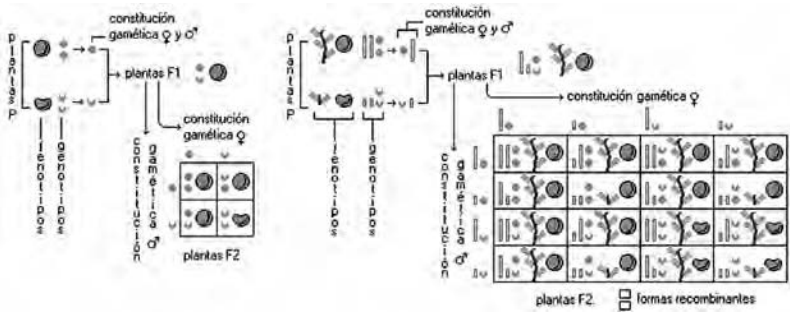 constitución
gamética ♀ y ♂
plantas P
plantas F1
constitución
gamética ♀
fenotipos
genotipos
constitución
gamética ♂
plantas F2
constitución
gamética ♀ y ♂
plantas P
plantas F1
constitución gamética ♀
fenotipos
genotipos
constitución
gamética ♂
plantas F2.
formas recombinantes